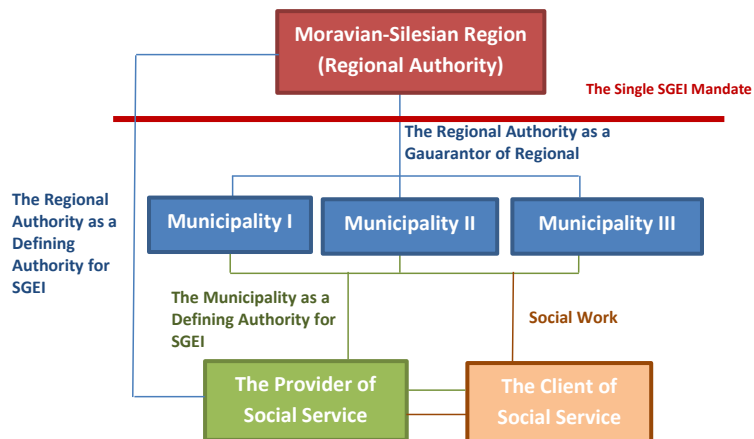 Moravian-Silesian Region
(Regional Authority)
The Single SGEI Mandate
The Regional Authority as a
Gauarantor of Regional
The Regional
Authority as a
Defining
Authority for
SGEI
Municipality I
Municipality II
Municipality III
The Municipality as a
Defining Authority for
SGEI
Social Work
The Provider of
Social Service
The Client of
Social Service